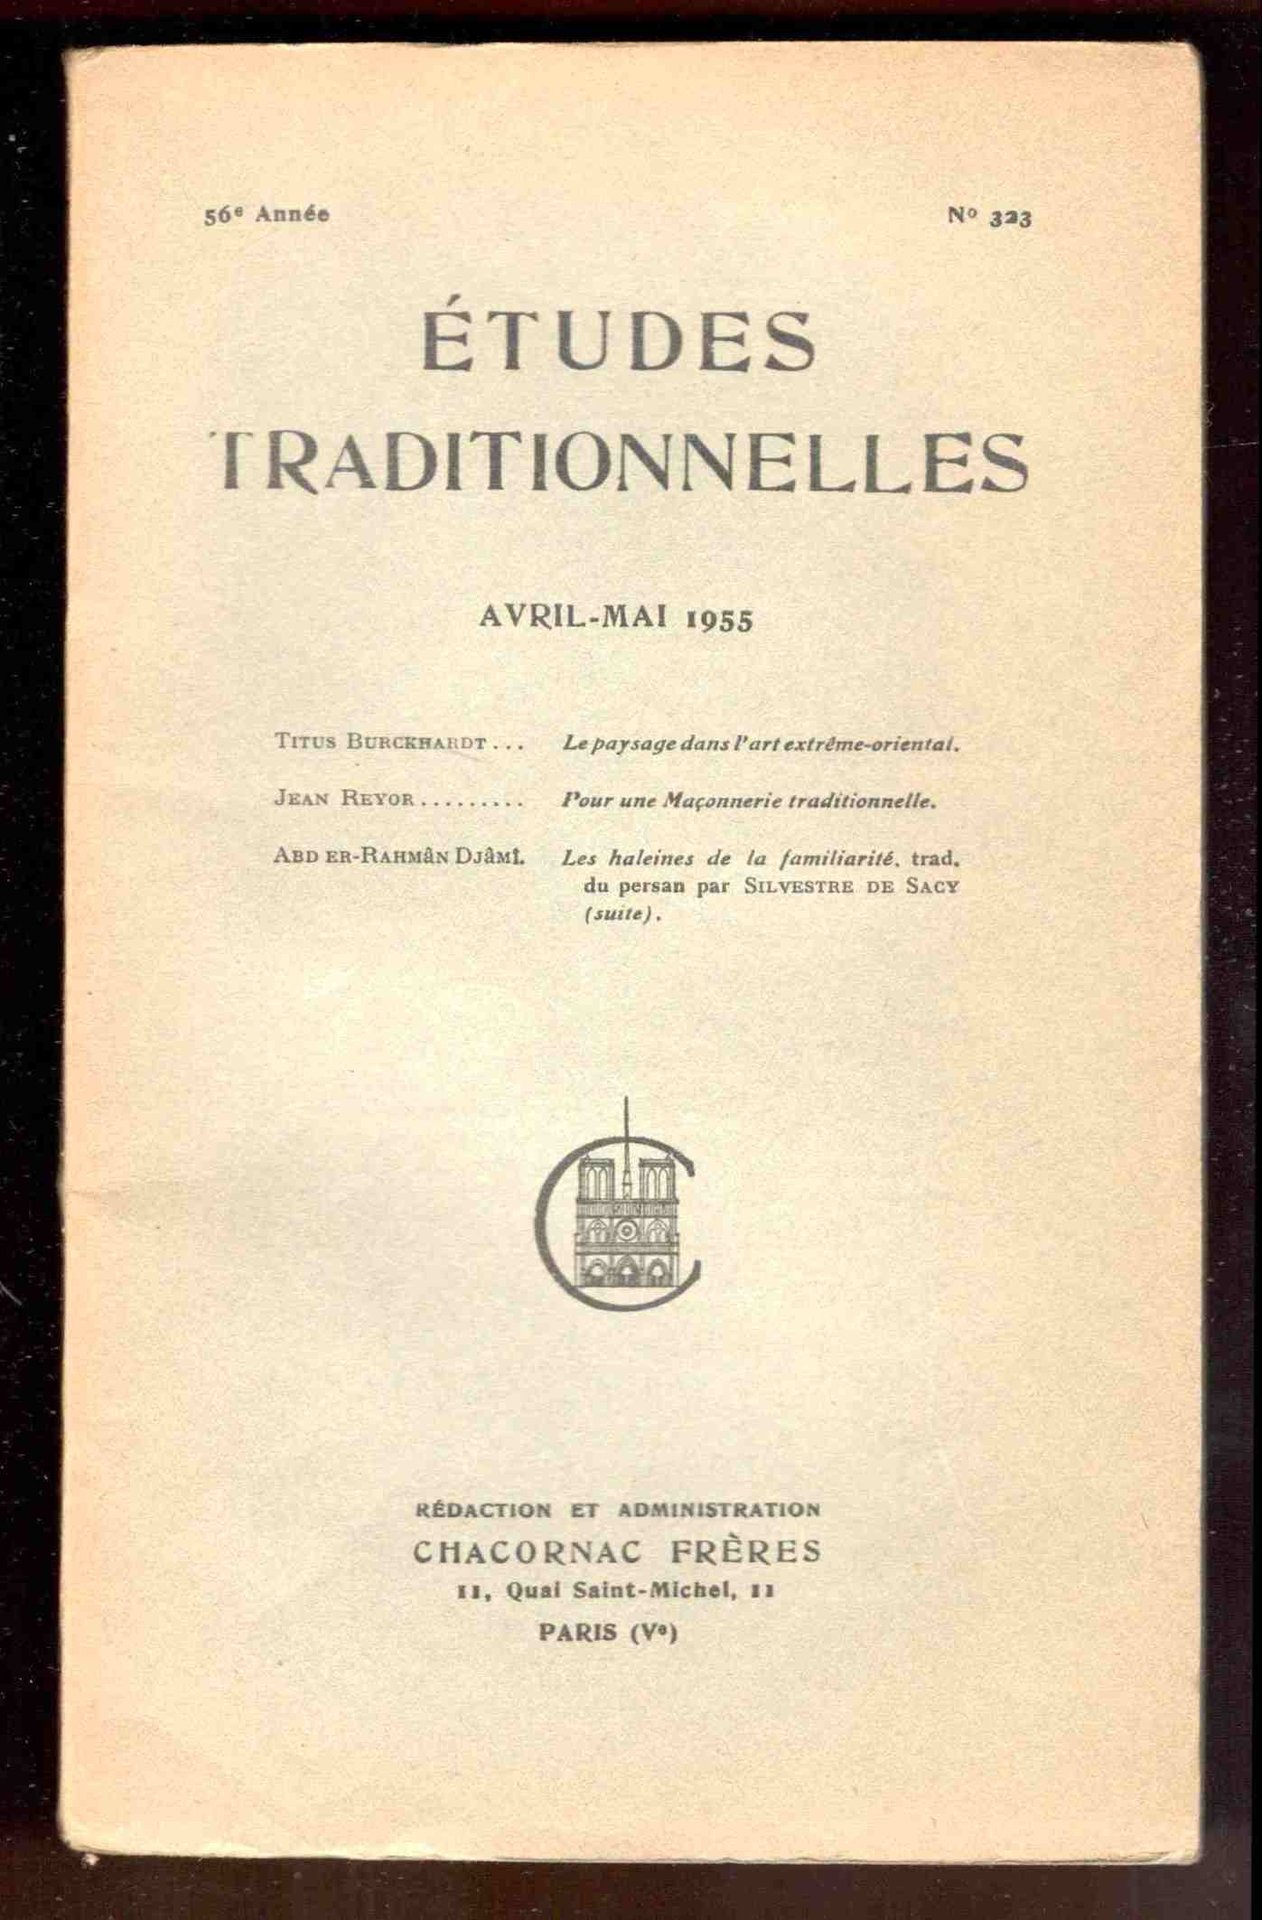 56e Année
Nº 323
ÉTUDES
TRADITIONNELLES
AVRIL-MAI 1955
TITUS BURCKHARDT... Le paysage dans l'art extrême-oriental.
JEAN REYOR......... Pour une Maçonnerie traditionnelle.
ABD ER-RAHMân DJâMî. Les haleines de la familiarité. trad.
du persan par SILVESTRE DE SACY
(suite).
RÉDACTION ET ADMINISTRATION
CHACORNAC FRÈRES
11, Quai Saint-Michel, 11
PARIS (Ve)